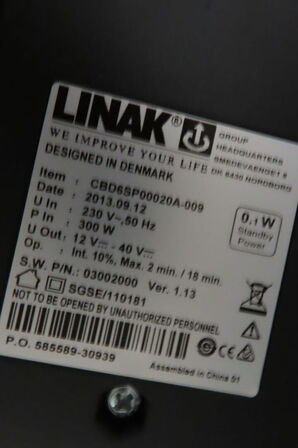 LINAK®
GROUP
HEADQUARTERS
SMEDEVAENGET 8
DK 6430 NORDBORG
WE IMPROVE YOUR LIFE
DESIGNED IN DENMARK
Item : CBD6SP00020A-009
Date : 2013.09.12
U In : 230 V~,50 Hz
P In : 300 W
U Out : 12 V⎓ - 40 V⎓
Op. : Int. 10%, Max. 2 min. / 18 min.
S.W. P/N.: 03002000 Ver. 1.13
0.1W
Standby
Power
SGSE/110181
NOT TO BE OPENED BY UNAUTHORIZED PERSONNEL
P.O. 585589-30939
Assembled in China 01